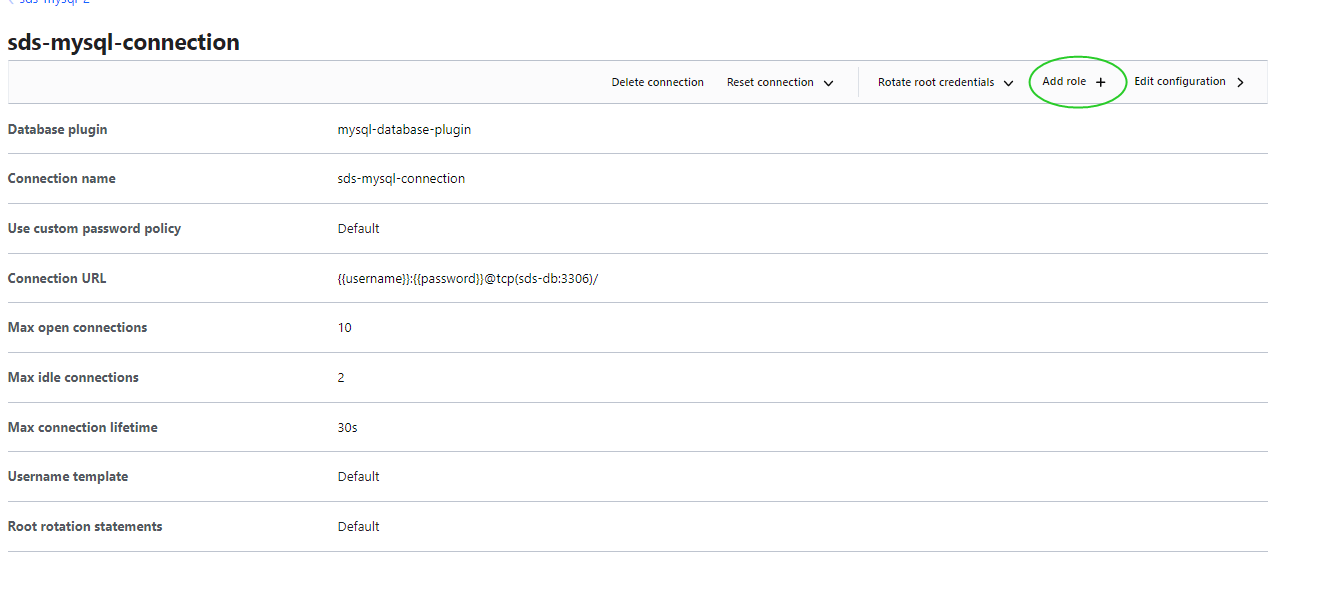 sds-mysql-2
sds-mysql-connection
Delete connection Reset connection Rotate root credentials Add role + Edit configuration
Database plugin mysql-database-plugin
Connection name sds-mysql-connection
Use custom password policy Default
Connection URL {{username}}:{{password}}@tcp(sds-db:3306)/
Max open connections 10
Max idle connections 2
Max connection lifetime 30s
Username template Default
Root rotation statements Default